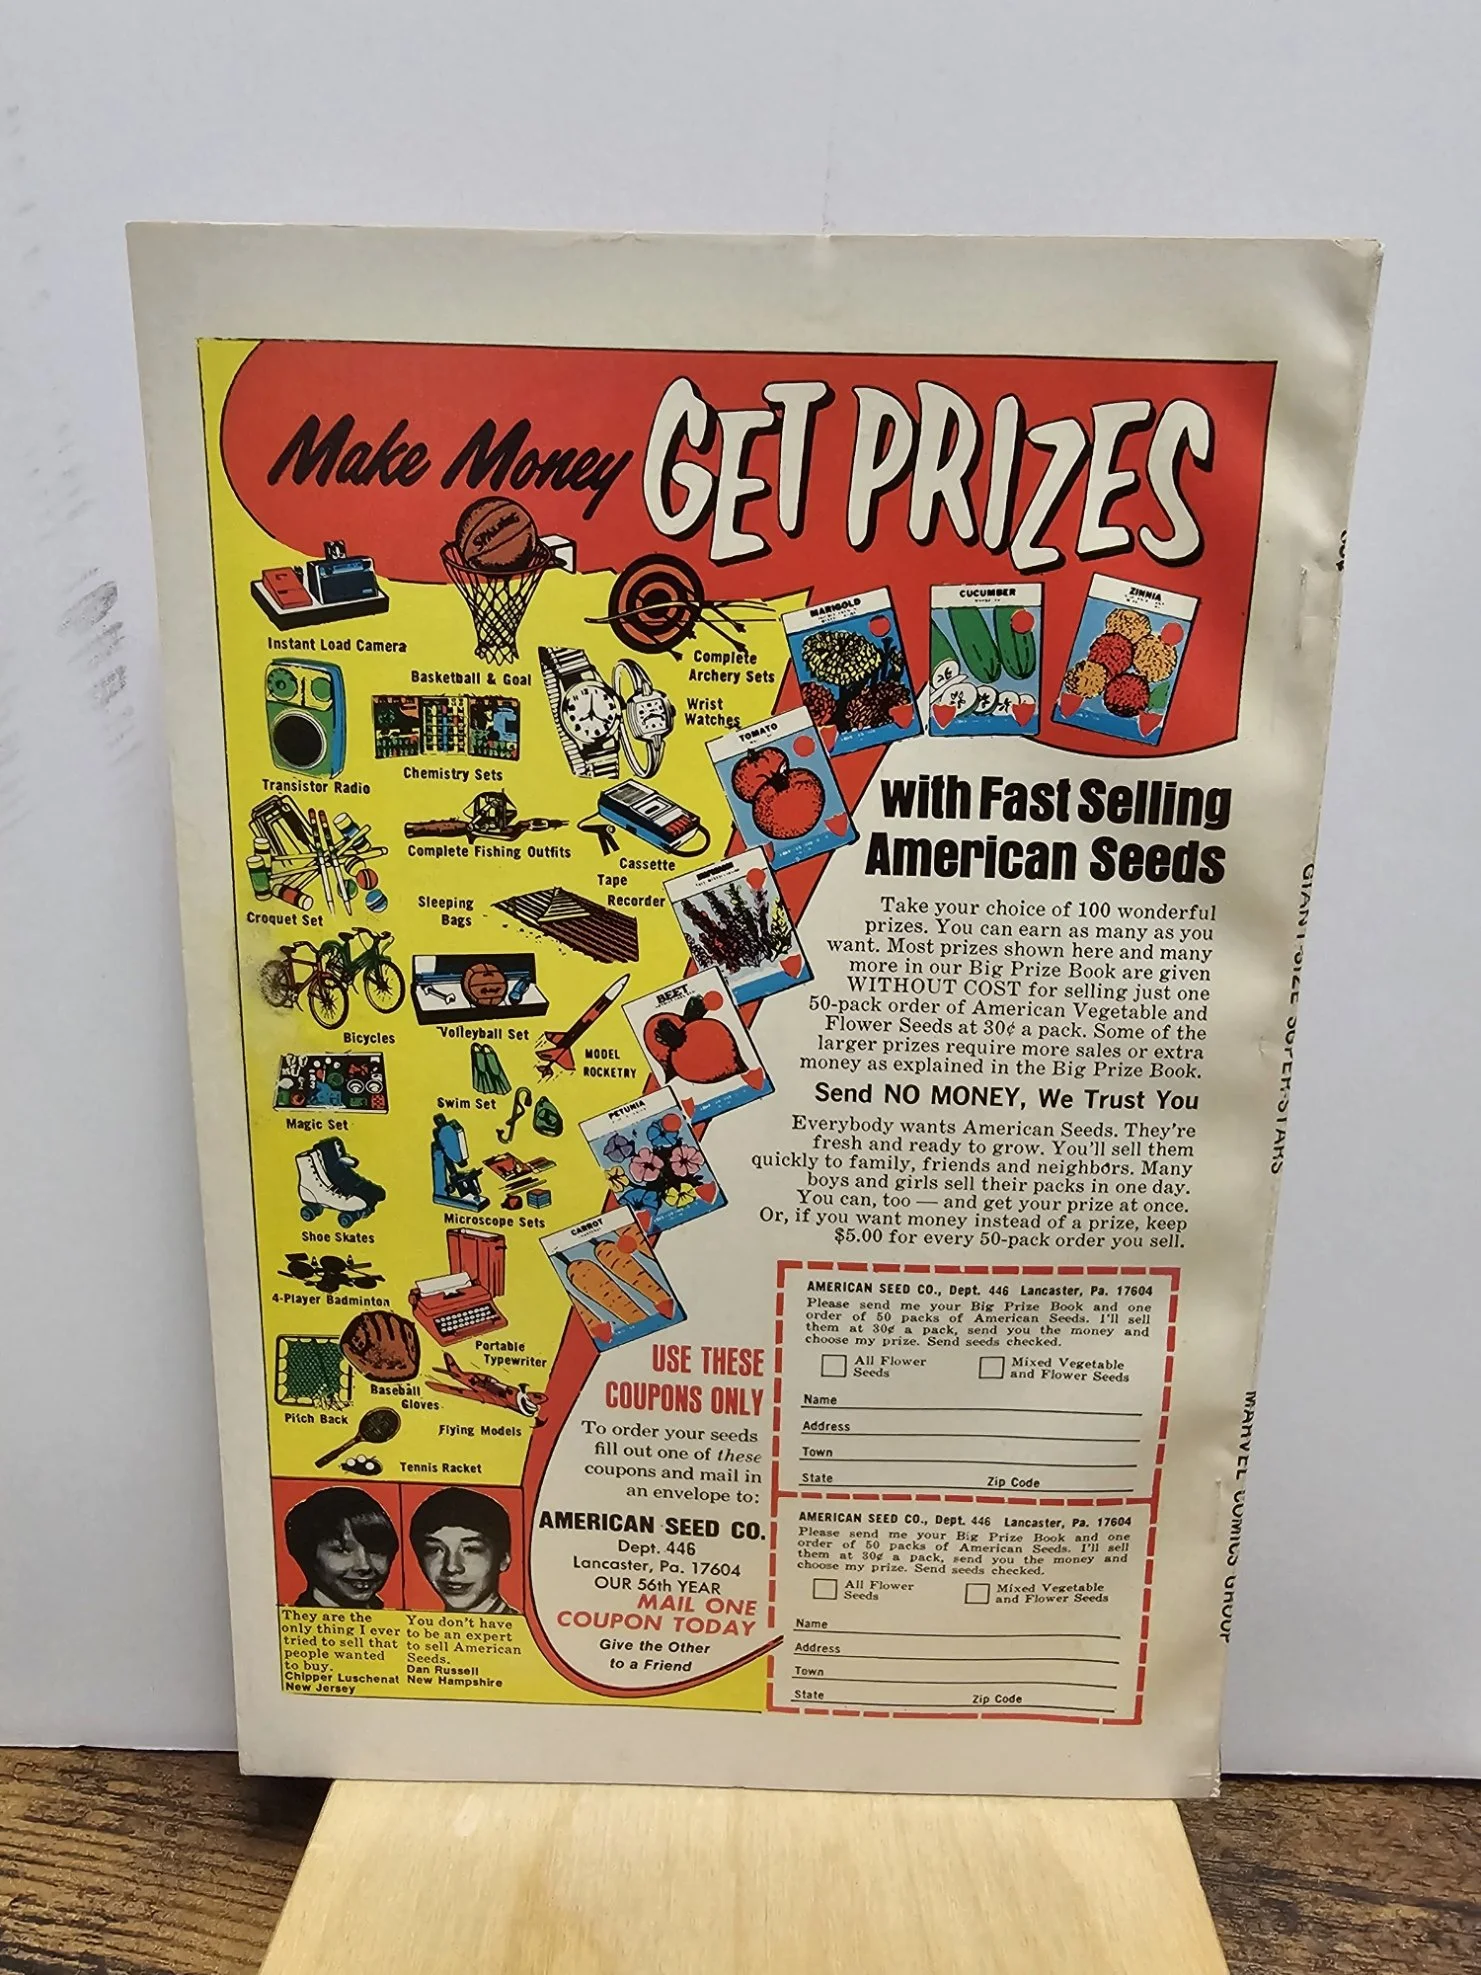 Make Money GET PRIZES
SPALDING
Instant Load Camera
Basketball & Goal
Complete
Archery Sets
Wrist
Watches
Transistor Radio
Chemistry Sets
Complete Fishing Outfits
Cassette
Tape
Recorder
Croquet Set
Sleeping
Bags
Bicycles
Volleyball Set
MODEL
ROCKETRY
Magic Set
Swim Set
Shoe Skates
Microscope Sets
4-Player Badminton
Portable
Typewriter
Baseball
Gloves
Pitch Back
Flying Models
Tennis Racket
MARIGOLD
CUCUMBER
ZINNIA
TOMATO
BEET
PETUNIA
CARROT
with Fast Selling
American Seeds
Take your choice of 100 wonderful
prizes. You can earn as many as you
want. Most prizes shown here and many
more in our Big Prize Book are given
WITHOUT COST for selling just one
50-pack order of American Vegetable and
Flower Seeds at 30¢ a pack. Some of the
larger prizes require more sales or extra
money as explained in the Big Prize Book.
Send NO MONEY, We Trust You
Everybody wants American Seeds. They're
fresh and ready to grow. You'll sell them
quickly to family, friends and neighbors. Many
boys and girls sell their packs in one day.
You can, too — and get your prize at once.
Or, if you want money instead of a prize, keep
$5.00 for every 50-pack order you sell.
USE THESE
COUPONS ONLY
To order your seeds
fill out one of these
coupons and mail in
an envelope to:
AMERICAN SEED CO.
Dept. 446
Lancaster, Pa. 17604
OUR 56th YEAR
MAIL ONE
COUPON TODAY
Give the Other
to a Friend
AMERICAN SEED CO., Dept. 446 Lancaster, Pa. 17604
Please send me your Big Prize Book and one
order of 50 packs of American Seeds. I'll sell
them at 30¢ a pack, send you the money and
choose my prize. Send seeds checked.
All Flower
Seeds
Mixed Vegetable
and Flower Seeds
Name
Address
Town
State Zip Code
AMERICAN SEED CO., Dept. 446 Lancaster, Pa. 17604
Please send me your Big Prize Book and one
order of 50 packs of American Seeds. I'll sell
them at 30¢ a pack, send you the money and
choose my prize. Send seeds checked.
All Flower
Seeds
Mixed Vegetable
and Flower Seeds
Name
Address
Town
State Zip Code
They are the
only thing I ever
tried to sell that
people wanted
to buy.
Chipper Luschenat
New Jersey
You don't have
to be an expert
to sell American
Seeds.
Dan Russell
New Hampshire
GIANT-SIZE SUPER-STARS
MARVEL COMICS GROUP